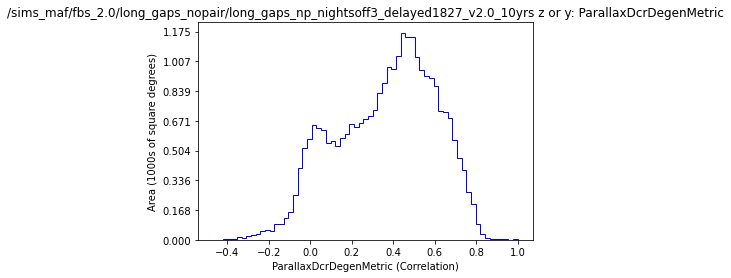 /sims_maf/fbs_2.0/long_gaps_nopair/long_gaps_np_nightsoff3_delayed1827_v2.0_10yrs z or y: ParallaxDcrDegenMetric
1.175
1.007
0.839
0.671
0.504
0.336
0.168
0.000
Area (1000s of square degrees)
−0.4 −0.2 0.0 0.2 0.4 0.6 0.8 1.0
ParallaxDcrDegenMetric (Correlation)